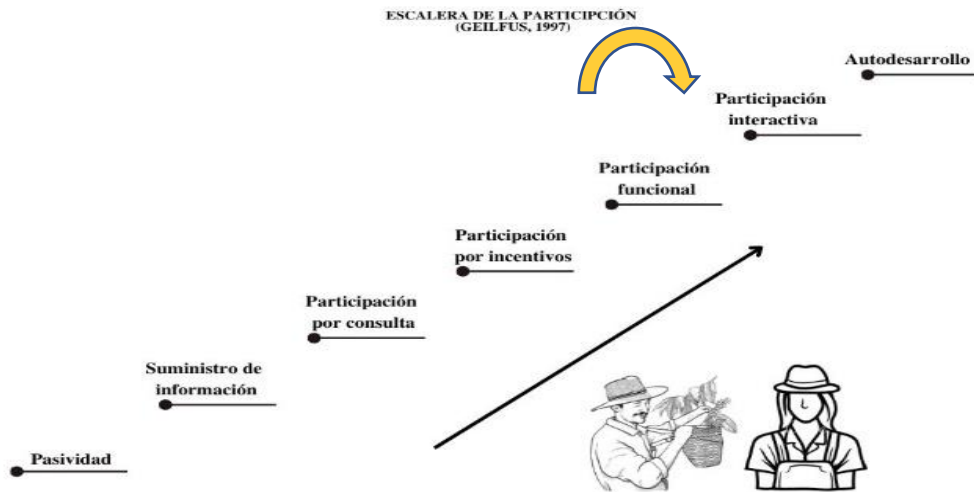 ESCALERA DE LA PARTICIPCIÓN
(GEILFUS, 1997)
Autodesarrollo
Participación
interactiva
Participación
funcional
Participación
por incentivos
Participación
por consulta
Suministro de
información
Pasividad